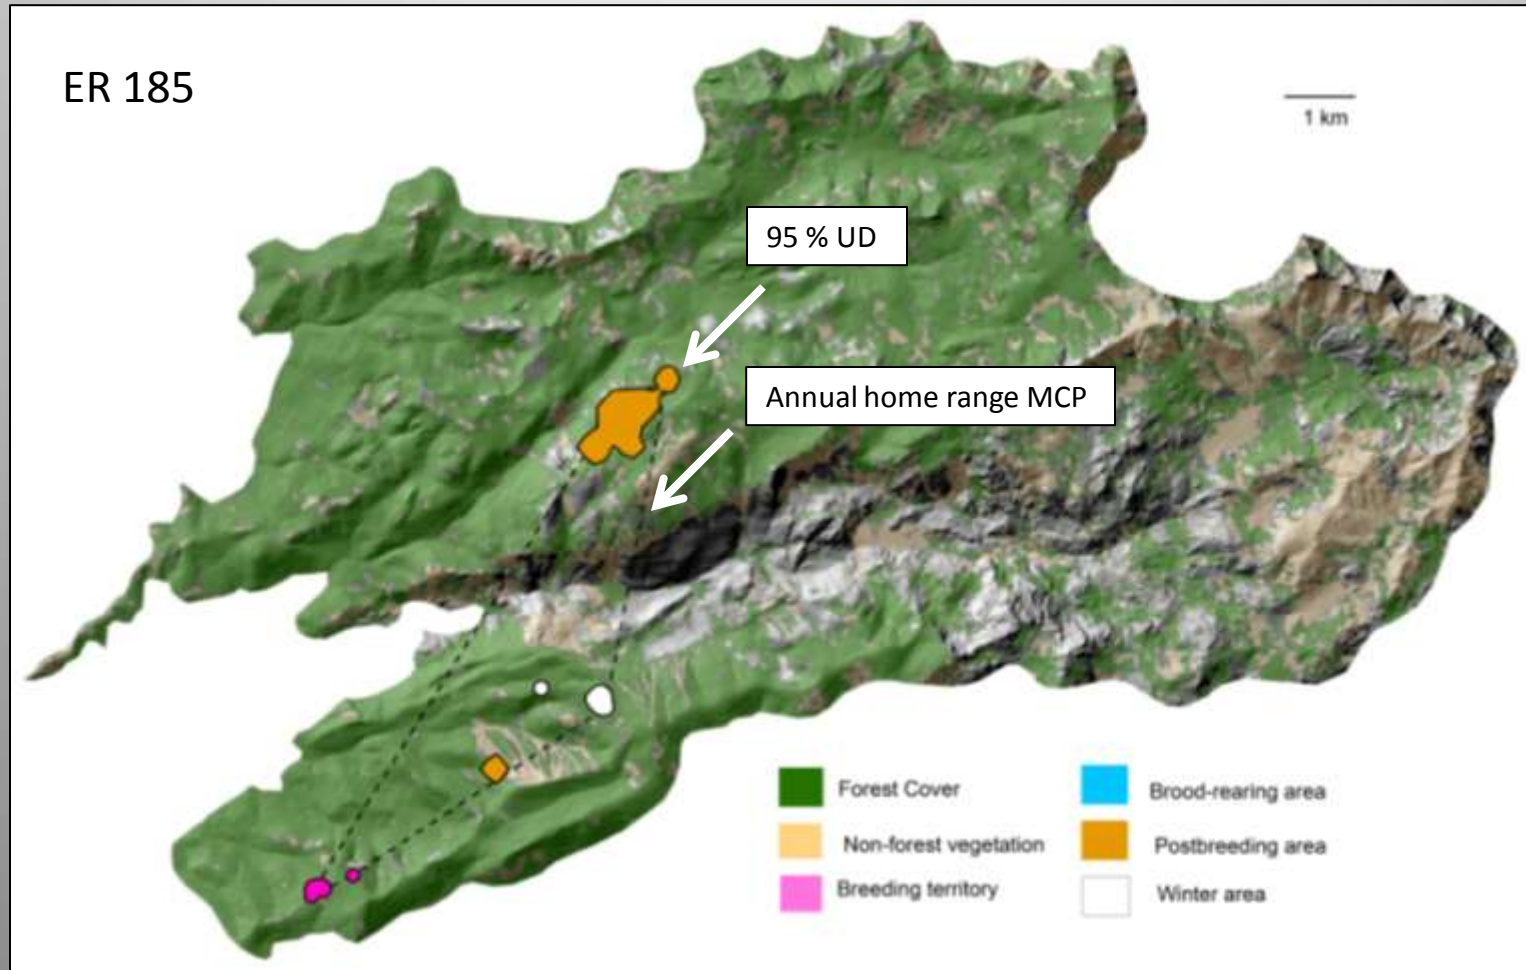 ER 185
1 km
95 % UD
Annual home range MCP
Forest Cover
Non-forest vegetation
Breeding territory
Brood-rearing area
Postbreeding area
Winter area